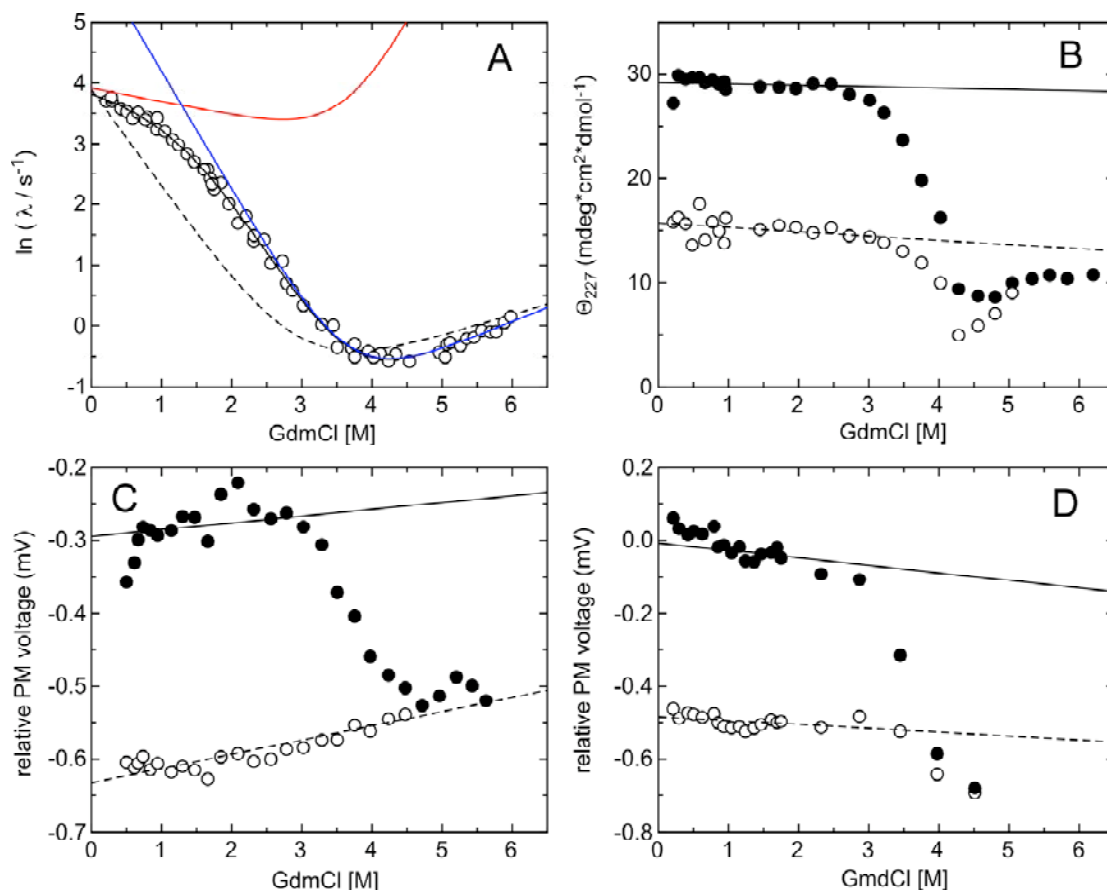 A
ln ( λ / s⁻¹)
5
4
3
2
1
0
-1
0 1 2 3 4 5 6
GdmCl [M]
B
Θ₂₂₇ (mdeg*cm²*dmol⁻¹)
40
30
20
10
0
0 1 2 3 4 5 6
GdmCl [M]
C
relative PM voltage (mV)
-0.2
-0.3
-0.4
-0.5
-0.6
-0.7
0 1 2 3 4 5 6
GdmCl [M]
D
relative PM voltage (mV)
0.2
0.0
-0.2
-0.4
-0.6
-0.8
0 1 2 3 4 5 6
GmdCl [M]